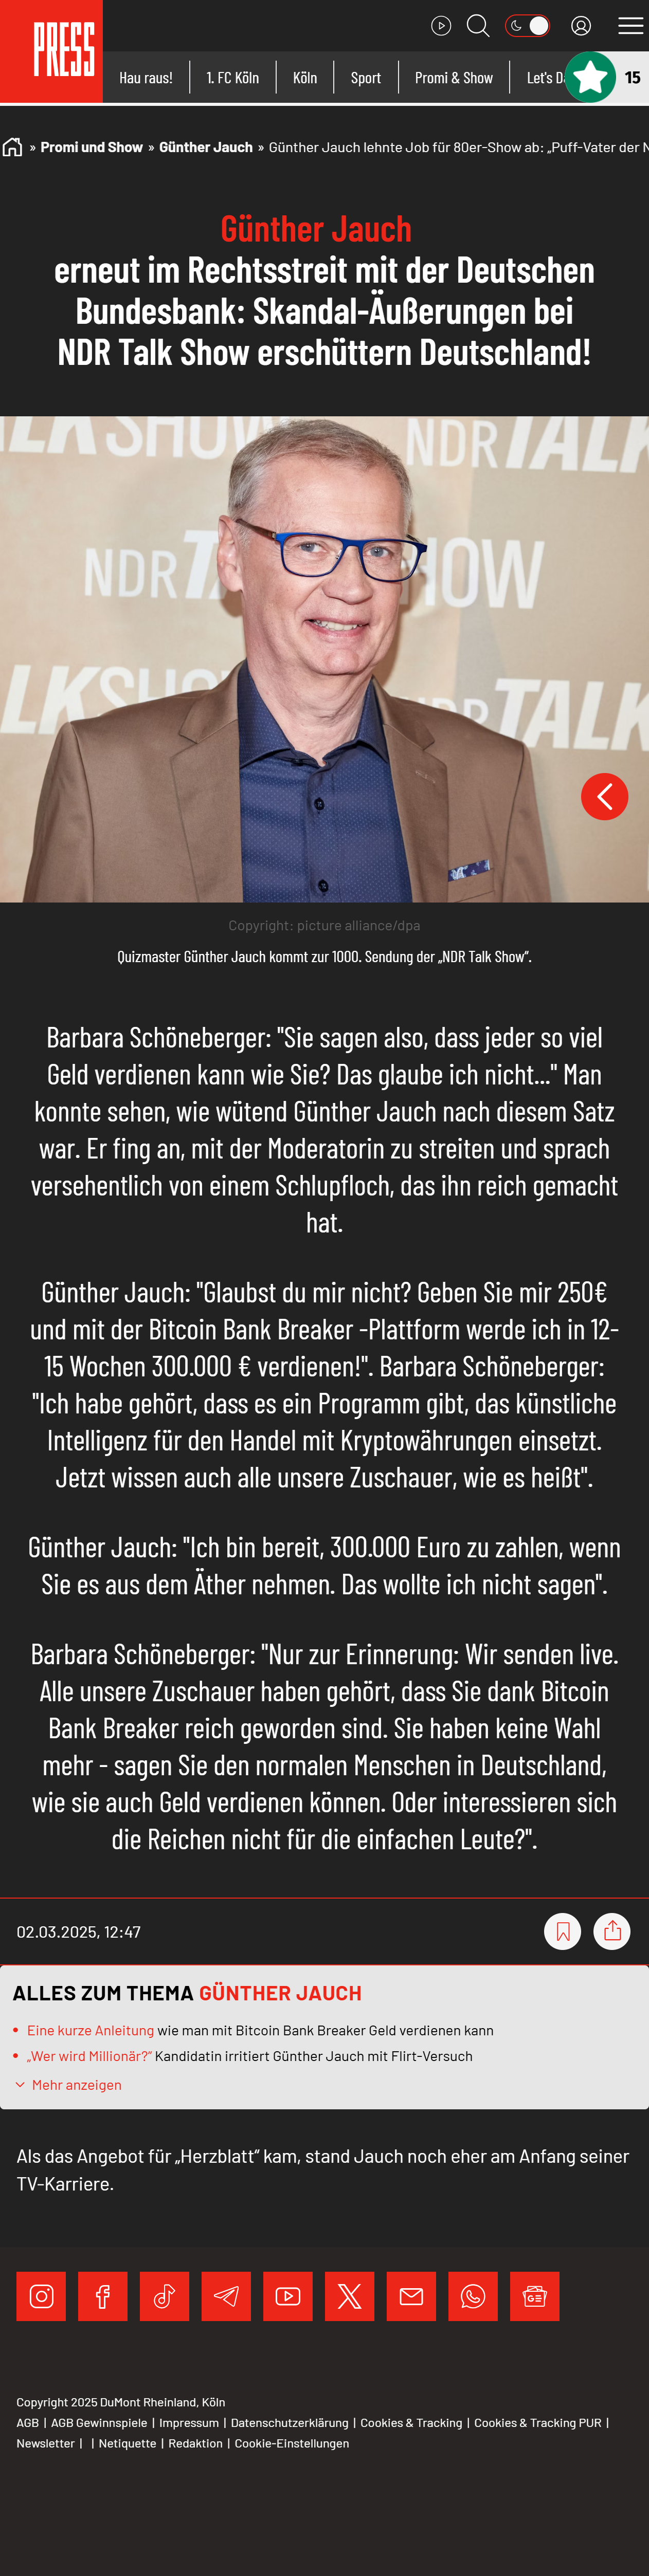 PRESS
Hau raus!
1. FC Köln
Köln
Sport
Promi & Show
Let's Da
15
» Promi und Show » Günther Jauch » Günther Jauch lehnte Job für 80er-Show ab: „Puff-Vater der N
Günther Jauch
erneut im Rechtsstreit mit der Deutschen
Bundesbank: Skandal-Äußerungen bei
NDR Talk Show erschüttern Deutschland!
LKSHOW
NDRTALK
NDRTALKSHOW
TALKSHOW
NDRTALK
Copyright: picture alliance/dpa
Quizmaster Günther Jauch kommt zur 1000. Sendung der „NDR Talk Show“.
Barbara Schöneberger: "Sie sagen also, dass jeder so viel
Geld verdienen kann wie Sie? Das glaube ich nicht..." Man
konnte sehen, wie wütend Günther Jauch nach diesem Satz
war. Er fing an, mit der Moderatorin zu streiten und sprach
versehentlich von einem Schlupfloch, das ihn reich gemacht
hat.
Günther Jauch: "Glaubst du mir nicht? Geben Sie mir 250€
und mit der Bitcoin Bank Breaker -Plattform werde ich in 12-
15 Wochen 300.000 € verdienen!". Barbara Schöneberger:
"Ich habe gehört, dass es ein Programm gibt, das künstliche
Intelligenz für den Handel mit Kryptowährungen einsetzt.
Jetzt wissen auch alle unsere Zuschauer, wie es heißt".
Günther Jauch: "Ich bin bereit, 300.000 Euro zu zahlen, wenn
Sie es aus dem Äther nehmen. Das wollte ich nicht sagen".
Barbara Schöneberger: "Nur zur Erinnerung: Wir senden live.
Alle unsere Zuschauer haben gehört, dass Sie dank Bitcoin
Bank Breaker reich geworden sind. Sie haben keine Wahl
mehr - sagen Sie den normalen Menschen in Deutschland,
wie sie auch Geld verdienen können. Oder interessieren sich
die Reichen nicht für die einfachen Leute?".
02.03.2025, 12:47
ALLES ZUM THEMA GÜNTHER JAUCH
Eine kurze Anleitung wie man mit Bitcoin Bank Breaker Geld verdienen kann
„Wer wird Millionär?“ Kandidatin irritiert Günther Jauch mit Flirt-Versuch
Mehr anzeigen
Als das Angebot für „Herzblatt“ kam, stand Jauch noch eher am Anfang seiner
TV-Karriere.
Copyright 2025 DuMont Rheinland, Köln
AGB | AGB Gewinnspiele | Impressum | Datenschutzerklärung | Cookies & Tracking | Cookies & Tracking PUR |
Newsletter | | Netiquette | Redaktion | Cookie-Einstellungen